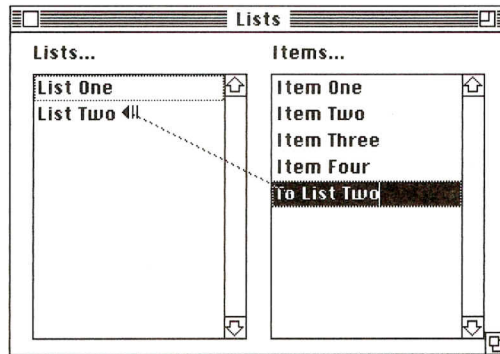 Lists
Lists...
List One
List Two
Items...
Item One
Item Two
Item Three
Item Four
To List Two